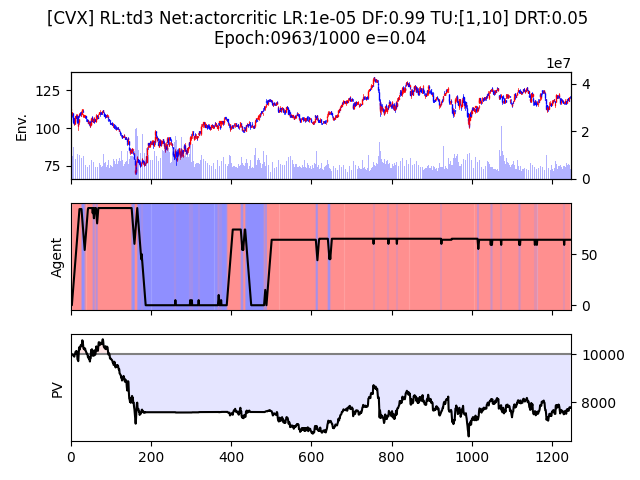 [CVX] RL:td3 Net:actorcritic LR:1e-05 DF:0.99 TU:[1,10] DRT:0.05
Epoch:0963/1000 e=0.04
1e7
125
100
75
Env.
4
2
0
Agent
50
0
PV
10000
8000
0 200 400 600 800 1000 1200